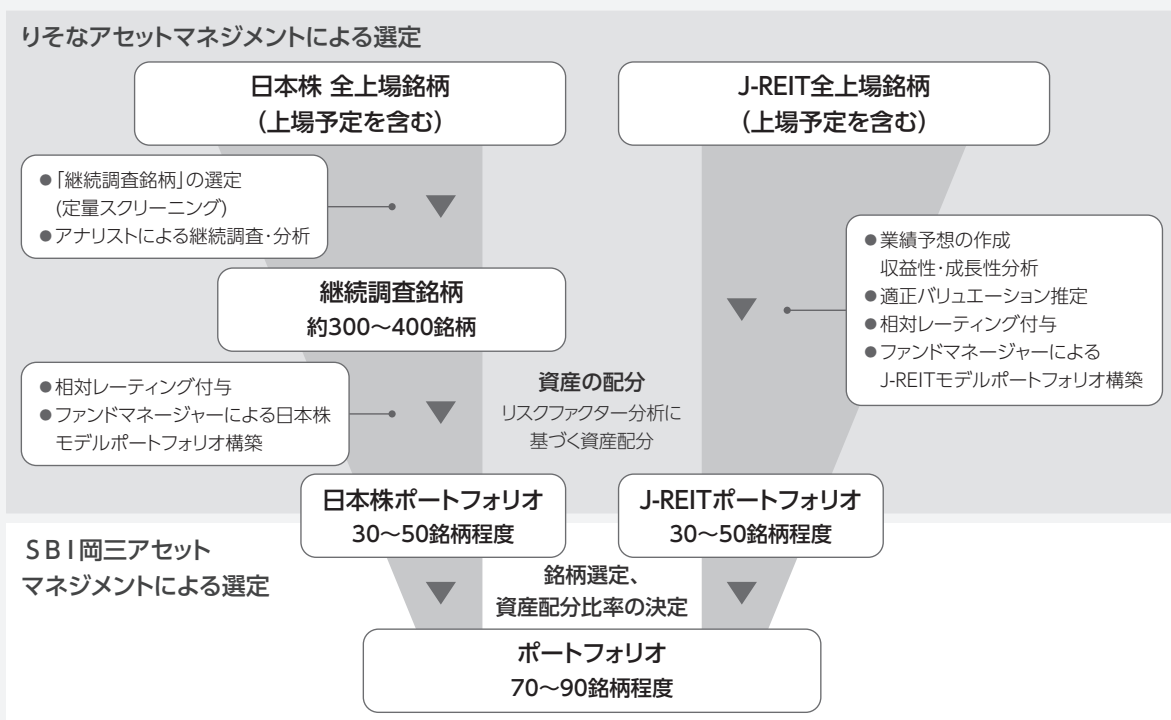 りそなアセットマネジメントによる選定
日本株 全上場銘柄
(上場予定を含む)
J-REIT全上場銘柄
(上場予定を含む)
●「継続調査銘柄」の選定
(定量スクリーニング)
●アナリストによる継続調査・分析
継続調査銘柄
約300～400銘柄
●業績予想の作成
収益性・成長性分析
●適正バリュエーション推定
●相対レーティング付与
●ファンドマネージャーによる
J-REITモデルポートフォリオ構築
●相対レーティング付与
●ファンドマネージャーによる日本株
モデルポートフォリオ構築
資産の配分
リスクファクター分析に
基づく資産配分
日本株ポートフォリオ
30～50銘柄程度
J-REITポートフォリオ
30～50銘柄程度
SBI岡三アセット
マネジメントによる選定
銘柄選定、
資産配分比率の決定
ポートフォリオ
70～90銘柄程度